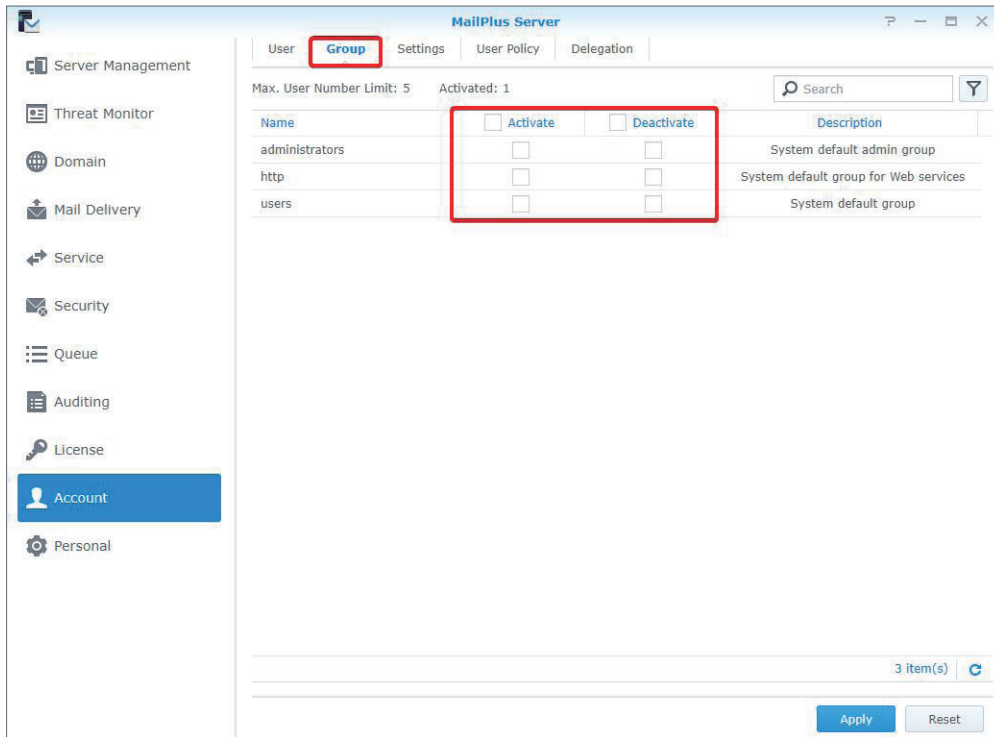 MailPlus Server
Server Management
Threat Monitor
Domain
Mail Delivery
Service
Security
Queue
Auditing
License
Account
Personal
User Group Settings User Policy Delegation
Max. User Number Limit: 5 Activated: 1 Search
Name Activate Deactivate Description
administrators System default admin group
http System default group for Web services
users System default group
3 item(s)
Apply Reset